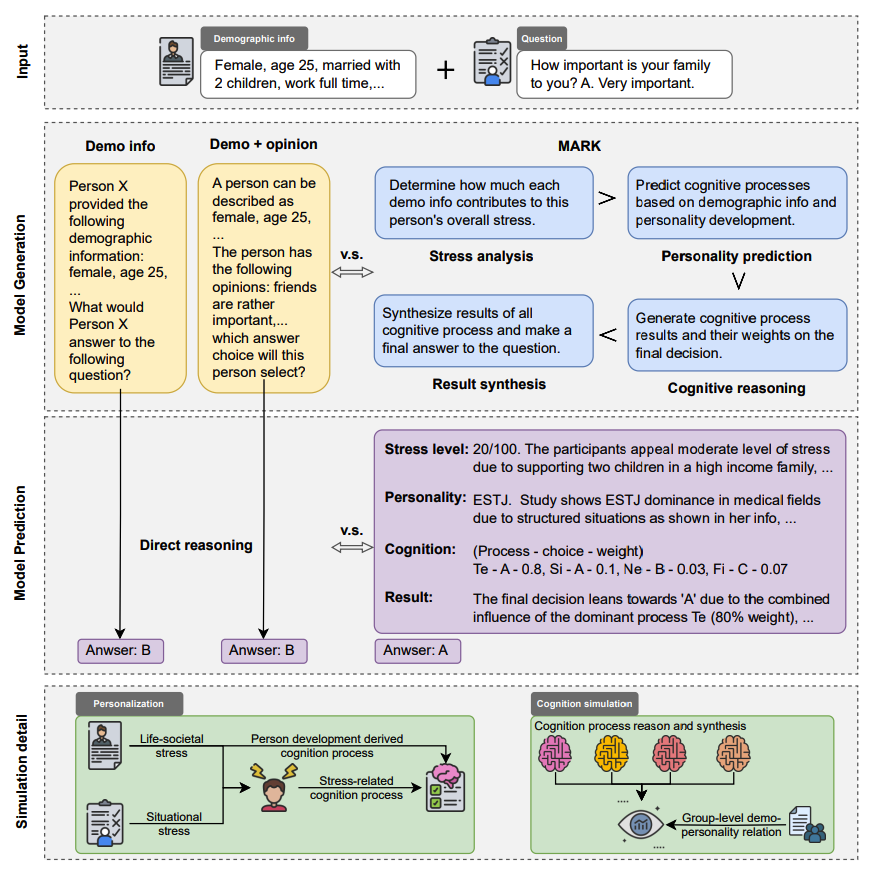 Input
Demographic info
Female, age 25, married with
2 children, work full time,...
+
Question
How important is your family
to you? A. Very important.
Model Generation
Demo info
Person X
provided the
following
demographic
information:
female, age 25,
...
What would
Person X
answer to the
following
question?
Demo + opinion
A person can be
described as
female, age 25,
...
The person has
the following
opinions: friends
are rather
important,...
which answer
choice will this
person select?
v.s.
MARK
Determine how much each
demo info contributes to this
person's overall stress.
Stress analysis
>
Predict cognitive processes
based on demographic info and
personality development.
Personality prediction
>
Generate cognitive process
results and their weights on the
final decision.
Cognitive reasoning
<
Synthesize results of all
cognitive process and make a
final answer to the question.
Result synthesis
Model Prediction
Direct reasoning
v.s.
Stress level: 20/100. The participants appeal moderate level of stress
due to supporting two children in a high income family, ...
Personality: ESTJ. Study shows ESTJ dominance in medical fields
due to structured situations as shown in her info, ...
Cognition: (Process - choice - weight)
Te - A - 0.8, Si - A - 0.1, Ne - B - 0.03, Fi - C - 0.07
Result: The final decision leans towards 'A' due to the combined
influence of the dominant process Te (80% weight), ...
Anwser: B
Anwser: B
Anwser: A
Simulation detail
Personalization
Life-societal
stress
Person development derived
cognition process
Stress-related
cognition process
Situational
stress
Cognition simulation
Cognition process reason and synthesis
Group-level demo-
personality relation